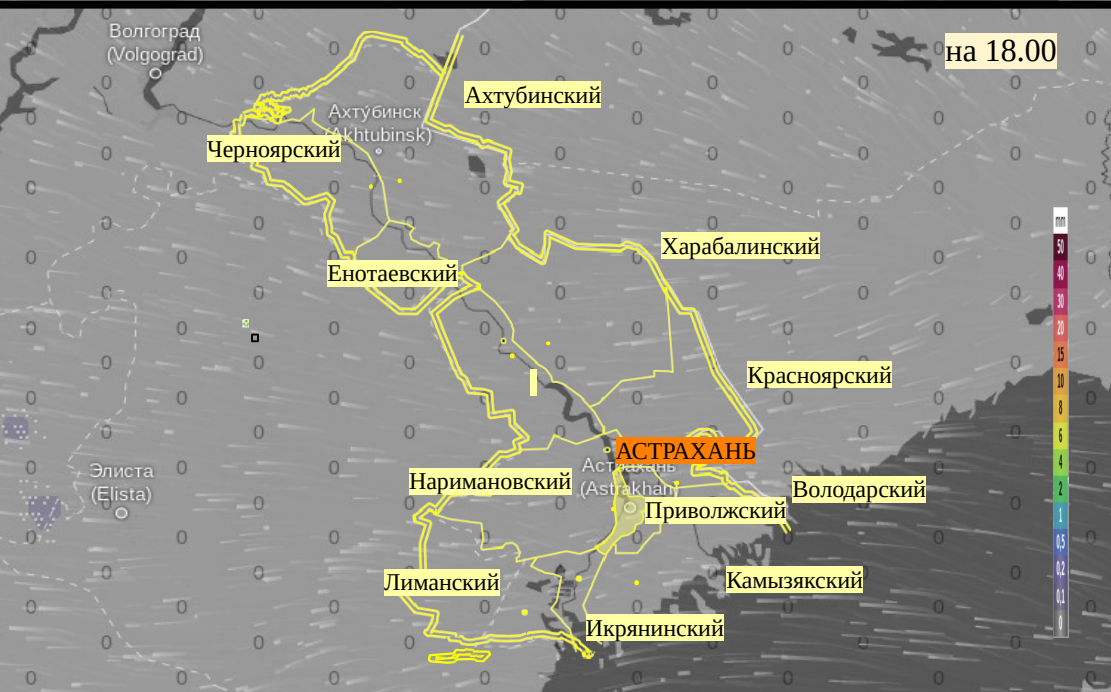 Волгоград
(Volgograd)
на 18.00
Ахтубинский
Ахту́бинск
(Akhtubinsk)
Черноярский
Харабалинский
Енотаевский
mm
50
40
30
20
15
10
8
6
4
2
1
0,5
0,2
0,1
0
Красноярский
АСТРАХАНЬ
Астрахань
(Astrakhan)
Элиста
(Elista)
Наримановский
Володарский
Приволжский
Лиманский
Камызякский
Икрянинский